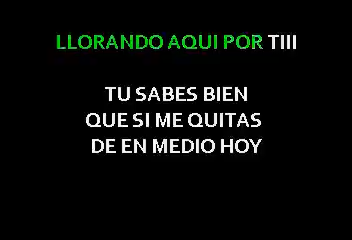 LLORANDO AQUI POR TIII
TU SABES BIEN
QUE SI ME QUITAS
DE EN MEDIO HOY